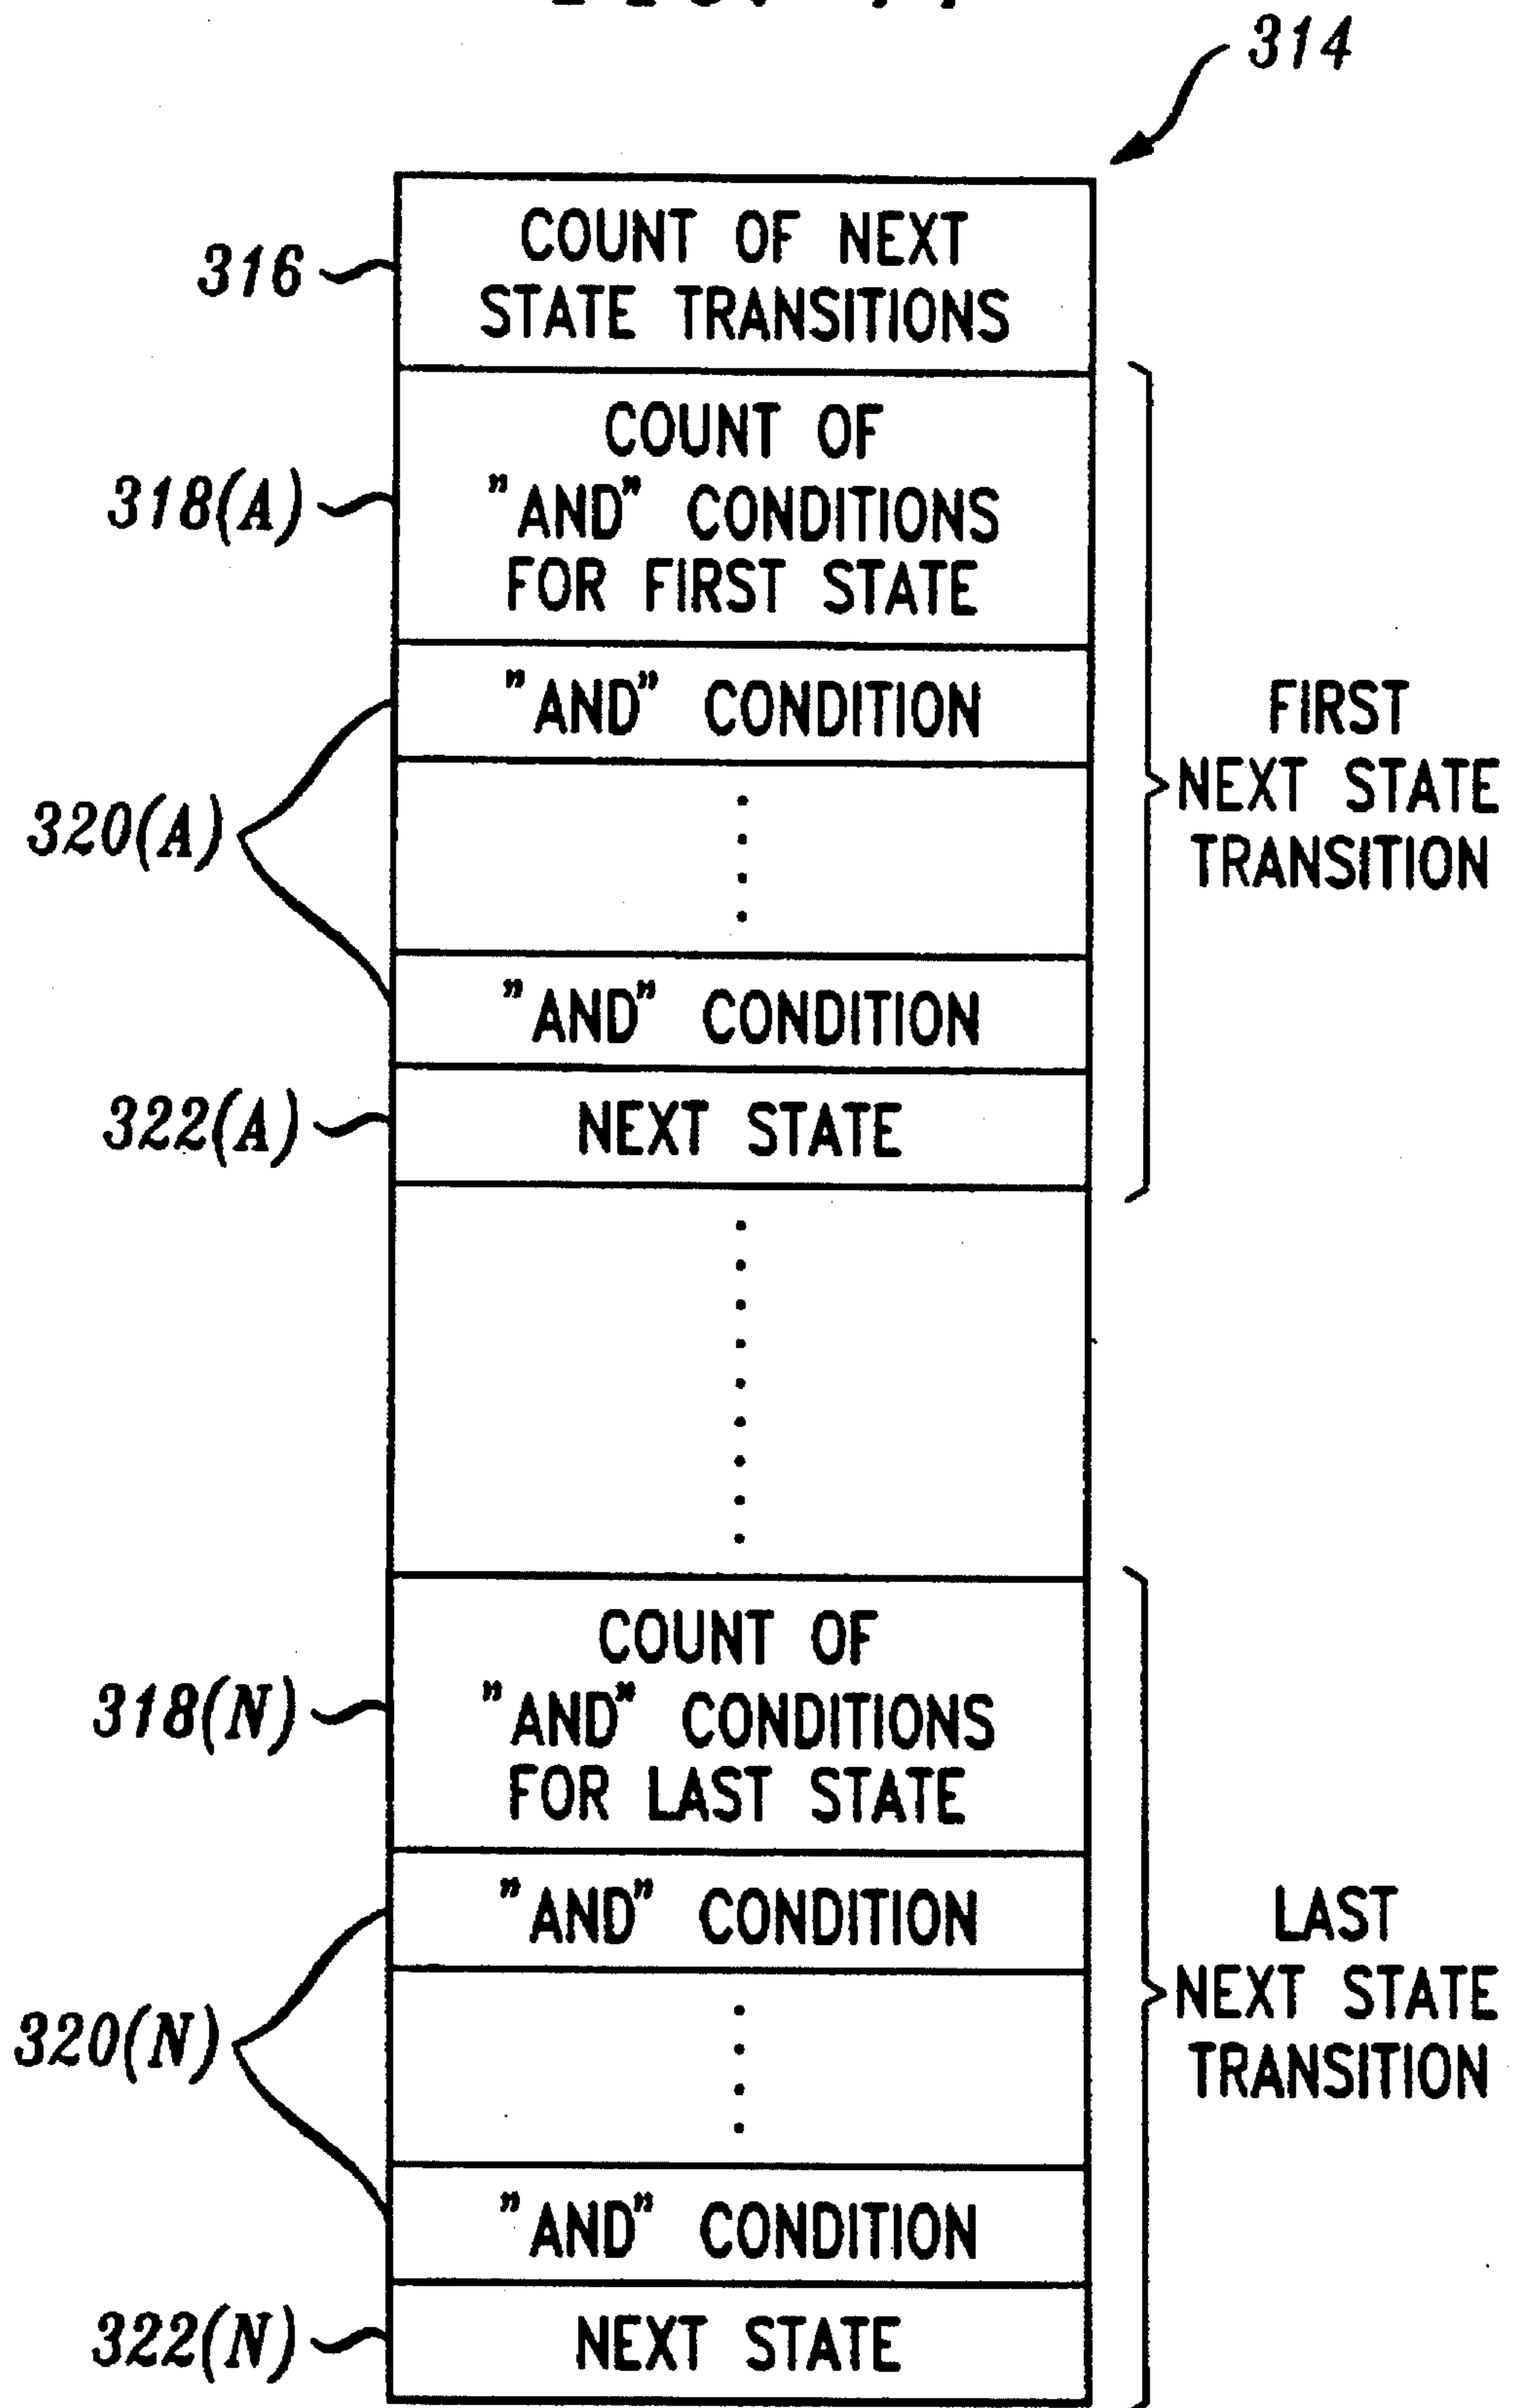 314
316
COUNT OF NEXT
STATE TRANSITIONS
318(A)
COUNT OF
"AND" CONDITIONS
FOR FIRST STATE
"AND" CONDITION
320(A)
"AND" CONDITION
322(A)
NEXT STATE
FIRST
NEXT STATE
TRANSITION
318(N)
COUNT OF
"AND" CONDITIONS
FOR LAST STATE
"AND" CONDITION
320(N)
"AND" CONDITION
322(N)
NEXT STATE
LAST
NEXT STATE
TRANSITION